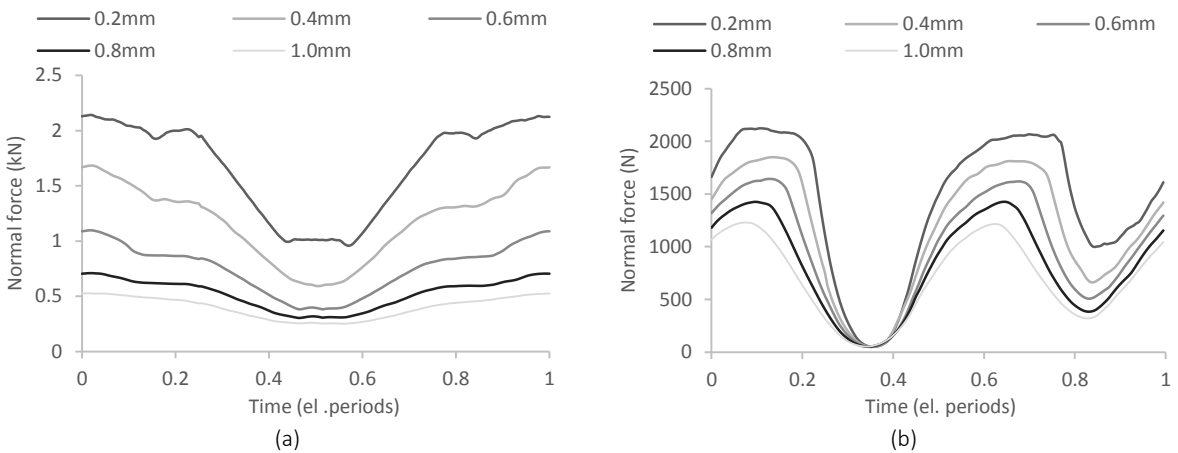 0.2mm 0.4mm 0.6mm
0.8mm 1.0mm
2.5
2
1.5
1
0.5
0
Normal force (kN)
0 0.2 0.4 0.6 0.8 1
Time (el .periods)
(a)
0.2mm 0.4mm 0.6mm
0.8mm 1.0mm
2500
2000
1500
1000
500
0
Normal force (N)
0 0.2 0.4 0.6 0.8 1
Time (el. periods)
(b)